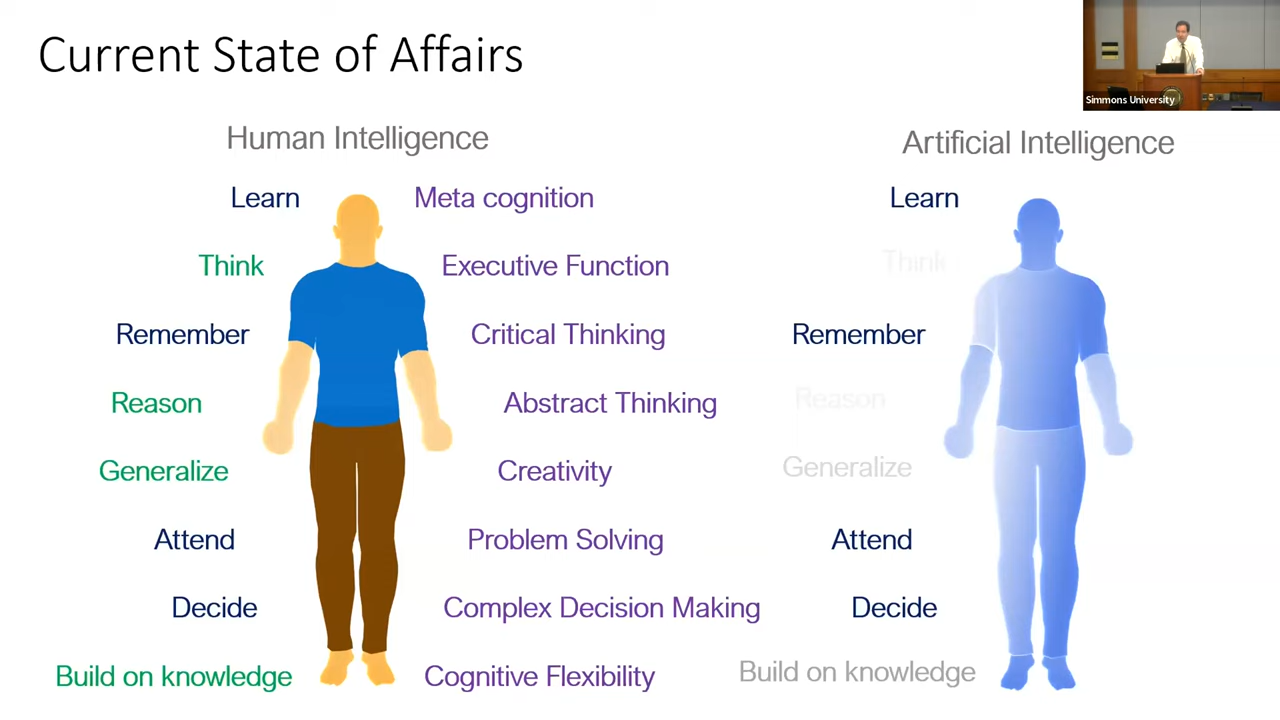 Current State of Affairs
Simmons University
Human Intelligence
Learn
Think
Remember
Reason
Generalize
Attend
Decide
Build on knowledge
Meta cognition
Executive Function
Critical Thinking
Abstract Thinking
Creativity
Problem Solving
Complex Decision Making
Cognitive Flexibility
Artificial Intelligence
Learn
Think
Remember
Reason
Generalize
Attend
Decide
Build on knowledge